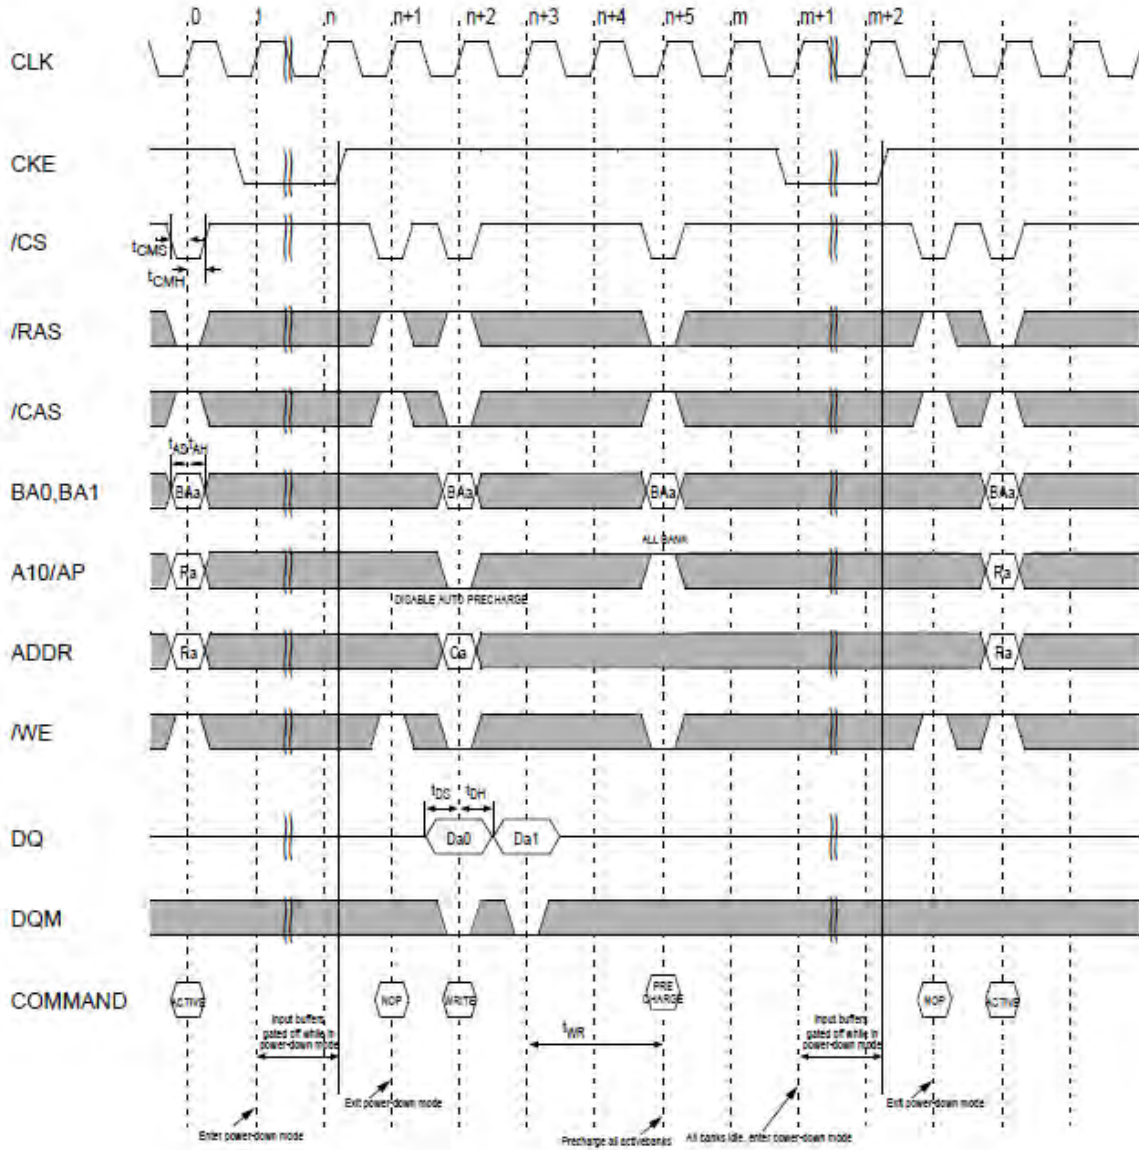 0 1 n n+1 n+2 n+3 n+4 n+5 m m+1 m+2
CLK
CKE
/CS
tCMS
tCMH
/RAS
/CAS
tAS tAH
BA0,BA1 BAa BAa BAa BAa
ALL BANK
A10/AP Ra Ra
DISABLE AUTO PRECHARGE
ADDR Ra Ca Ra
/WE
tDS tDH
DQ Da0 Da1
DQM
COMMAND ACTIVE NOP WRITE PRE CHARGE NOP ACTIVE
Input buffers
gated off while in
power-down mode
tWR
Input buffers
gated off while in
power-down mode
Exit power-down mode
Exit power-down mode
Enter power-down mode
Precharge all activebanks
All banks idle, enter power-down mode